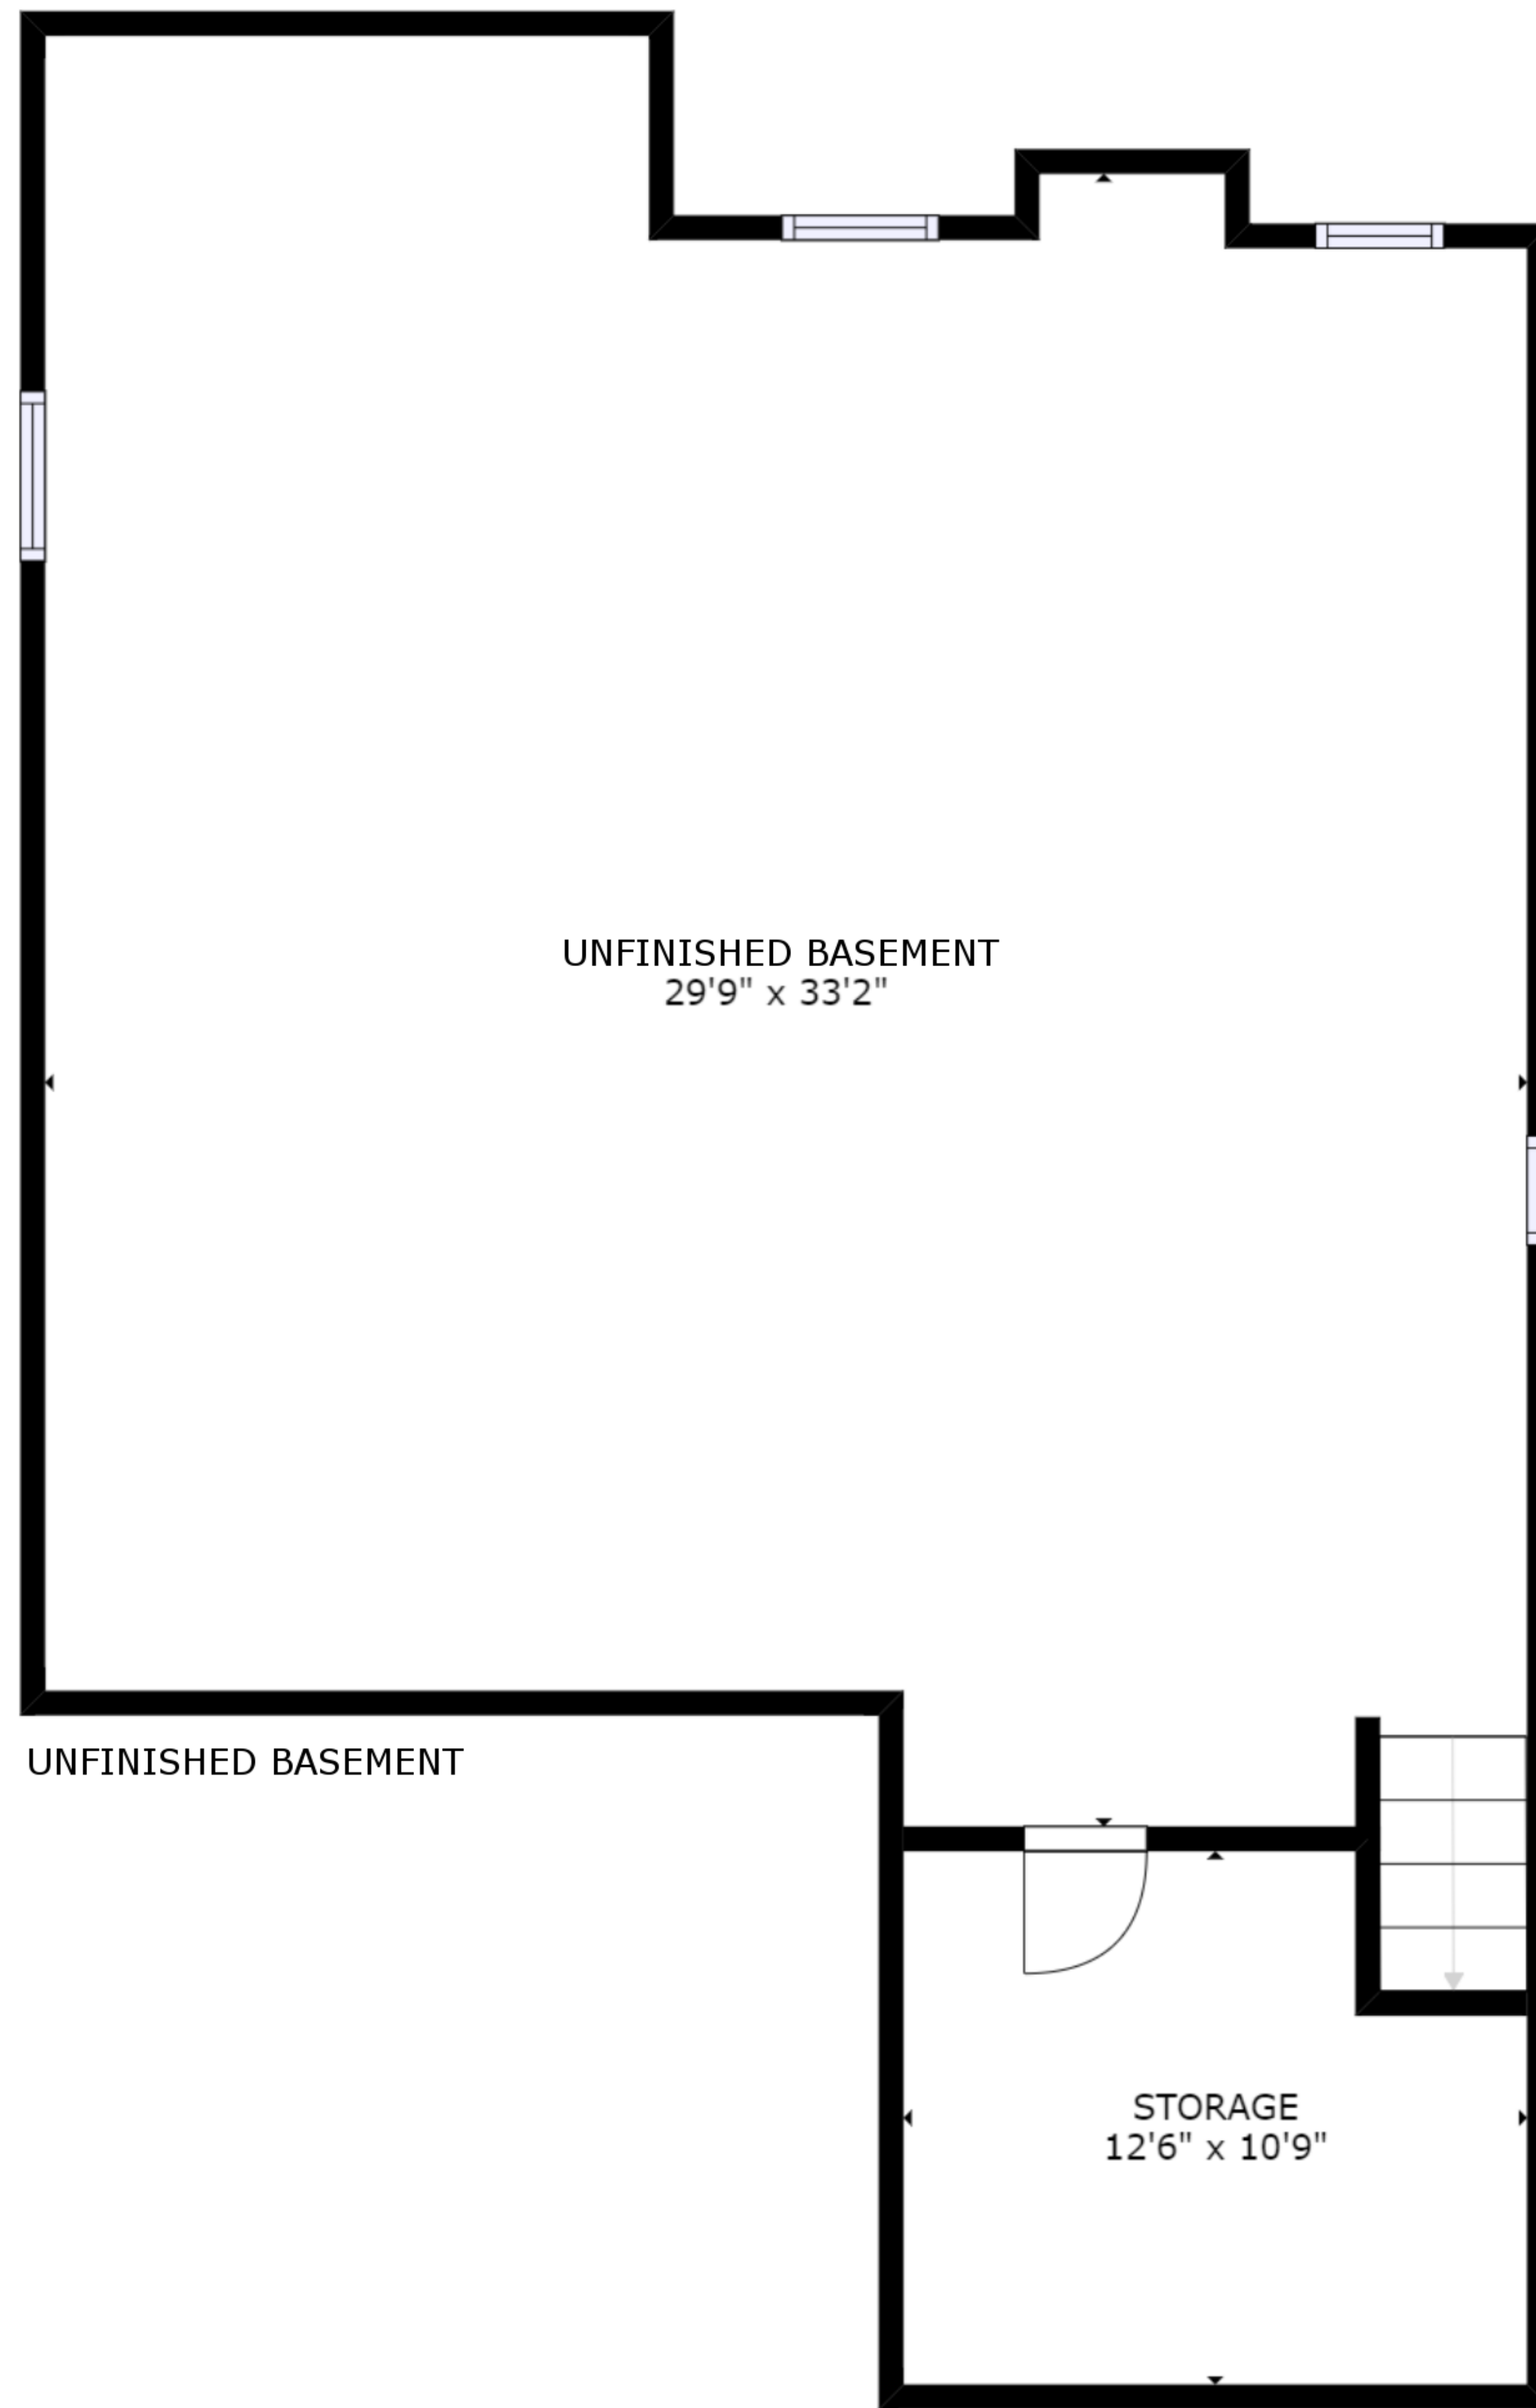 UNFINISHED BASEMENT
29'9" x 33'2"
UNFINISHED BASEMENT
STORAGE
12'6" x 10'9"